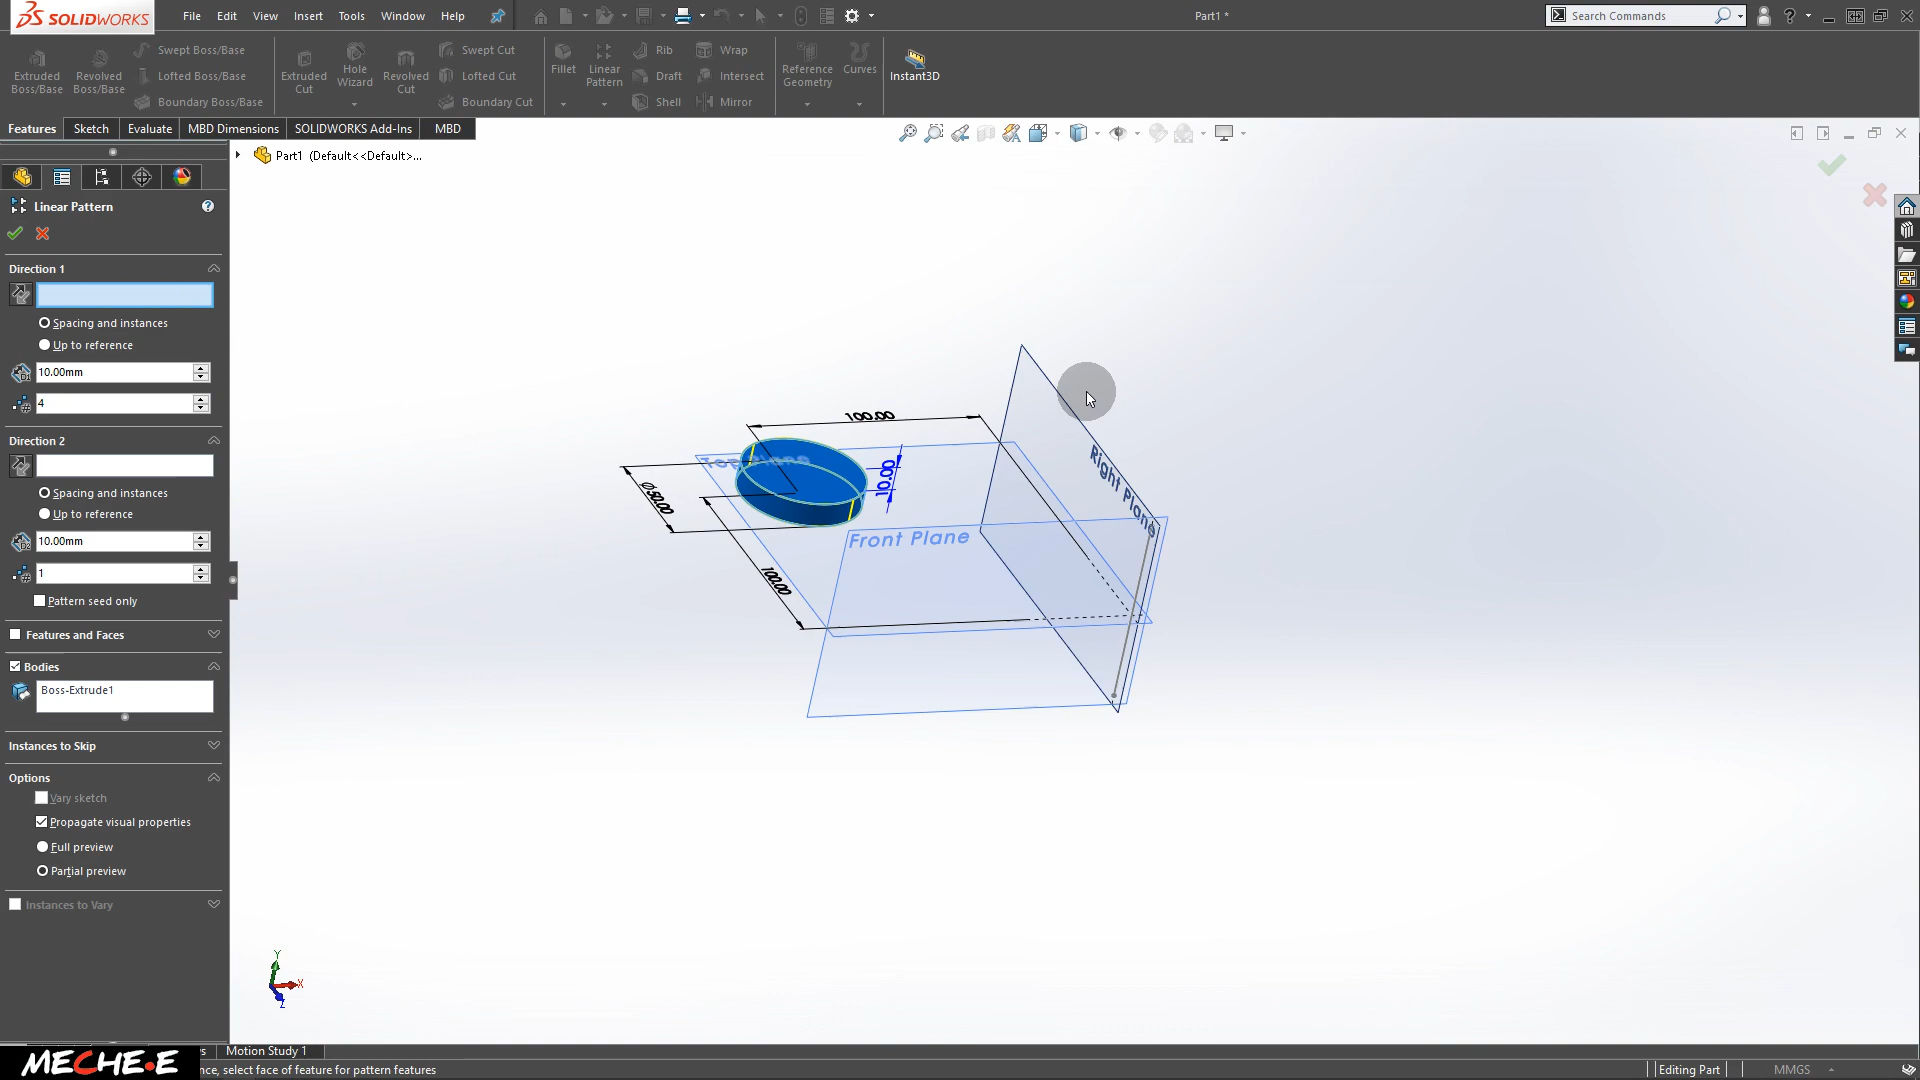 SOLIDWORKS
File Edit View Insert Tools Window Help
Part1 *
Search Commands
Extruded Boss/Base
Revolved Boss/Base
Swept Boss/Base
Lofted Boss/Base
Boundary Boss/Base
Extruded Cut
Hole Wizard
Revolved Cut
Swept Cut
Lofted Cut
Boundary Cut
Fillet
Linear Pattern
Rib
Draft
Shell
Wrap
Intersect
Mirror
Reference Geometry
Curves
Instant3D
Features Sketch Evaluate MBD Dimensions SOLIDWORKS Add-Ins MBD
Part1 (Default<<Default>...
Linear Pattern
Direction 1
Spacing and instances
Up to reference
10.00mm
4
Direction 2
Spacing and instances
Up to reference
10.00mm
1
Pattern seed only
Features and Faces
Bodies
Boss-Extrude1
Instances to Skip
Options
Vary sketch
Propagate visual properties
Full preview
Partial preview
Instances to Vary
100.00
Top Plane
10.00
Ø50.00
Right Plane
Front Plane
100.00
Y
X
Z
Motion Study 1
MECHE•E
nce, select face of feature for pattern features
Editing Part
MMGS